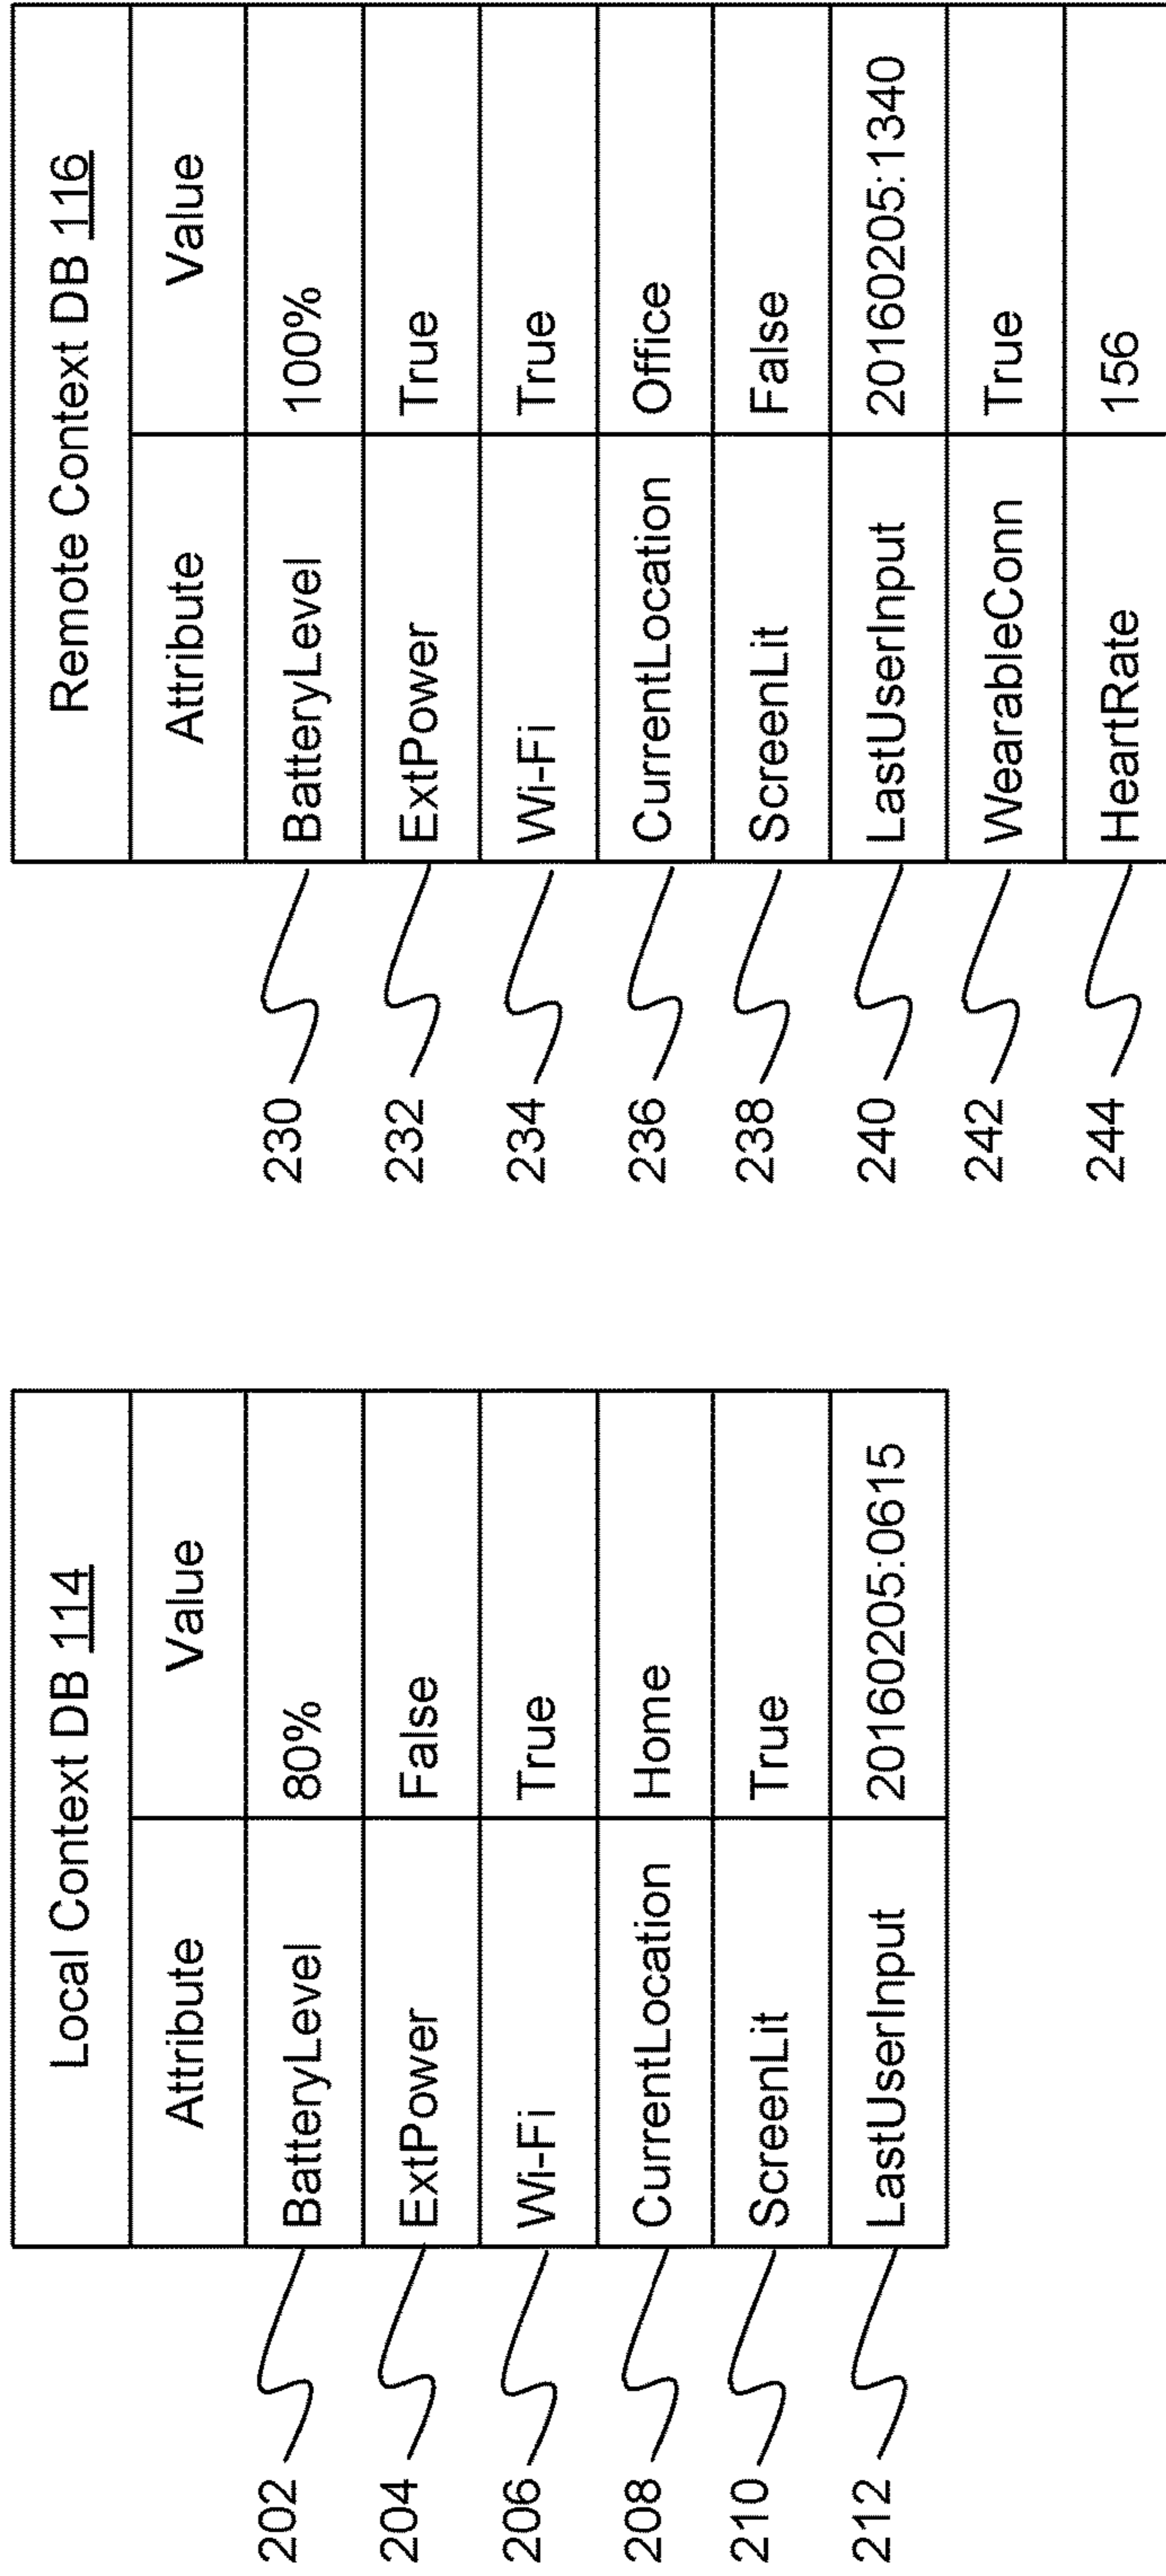 Local Context DB 114
Attribute Value
202 BatteryLevel 80%
204 ExtPower False
206 Wi-Fi True
208 CurrentLocation Home
210 ScreenLit True
212 LastUserInput 20160205:0615
Remote Context DB 116
Attribute Value
230 BatteryLevel 100%
232 ExtPower True
234 Wi-Fi True
236 CurrentLocation Office
238 ScreenLit False
240 LastUserInput 20160205:1340
242 WearableConn True
244 HeartRate 156